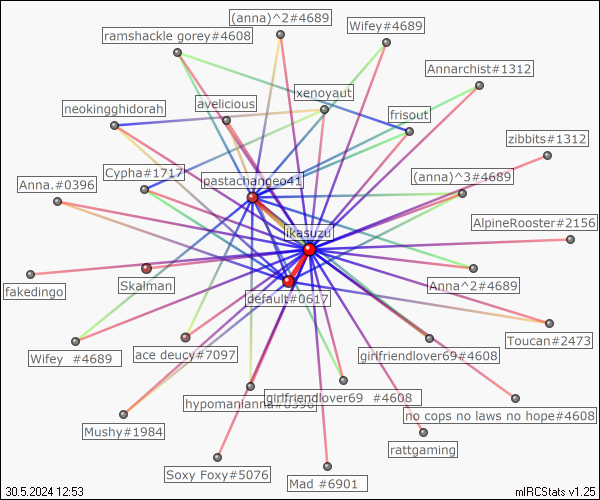 (anna)^2#4689
Wifey#4689
ramshackle gorey#4608
Annarchist#1312
xenoyaut
avelicious
neokingghidorah
frisout
zibbits#1312
Cypha#1717
(anna)^3#4689
pastachangeo41
Anna.#0396
AlpineRooster#2156
ikasuzu
Anna^2#4689
Skalman
fakedingo
default#0617
Toucan#2473
Wifey #4689
ace deucy#7097
girlfriendlover69#4608
girlfriendlover69 #4608
hypomanianna#0396
no cops no laws no hope#4608
Mushy#1984
rattgaming
Soxy Foxy#5076
Mad #6901
30.5.2024 12:53
mIRCStats v1.25